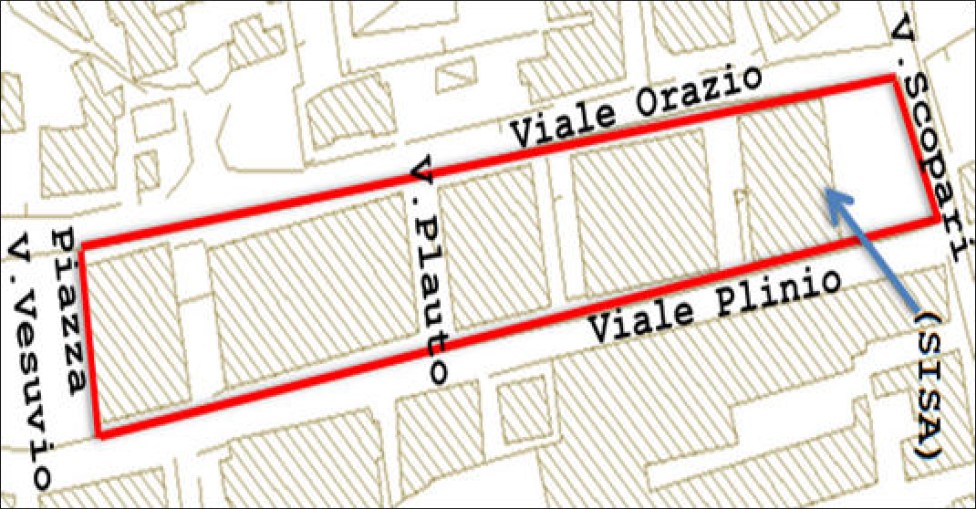 V.Scopari
Viale Orazio
V.Plauto
Piazza
V.Vesuvio
Viale Plinio
(SISA)